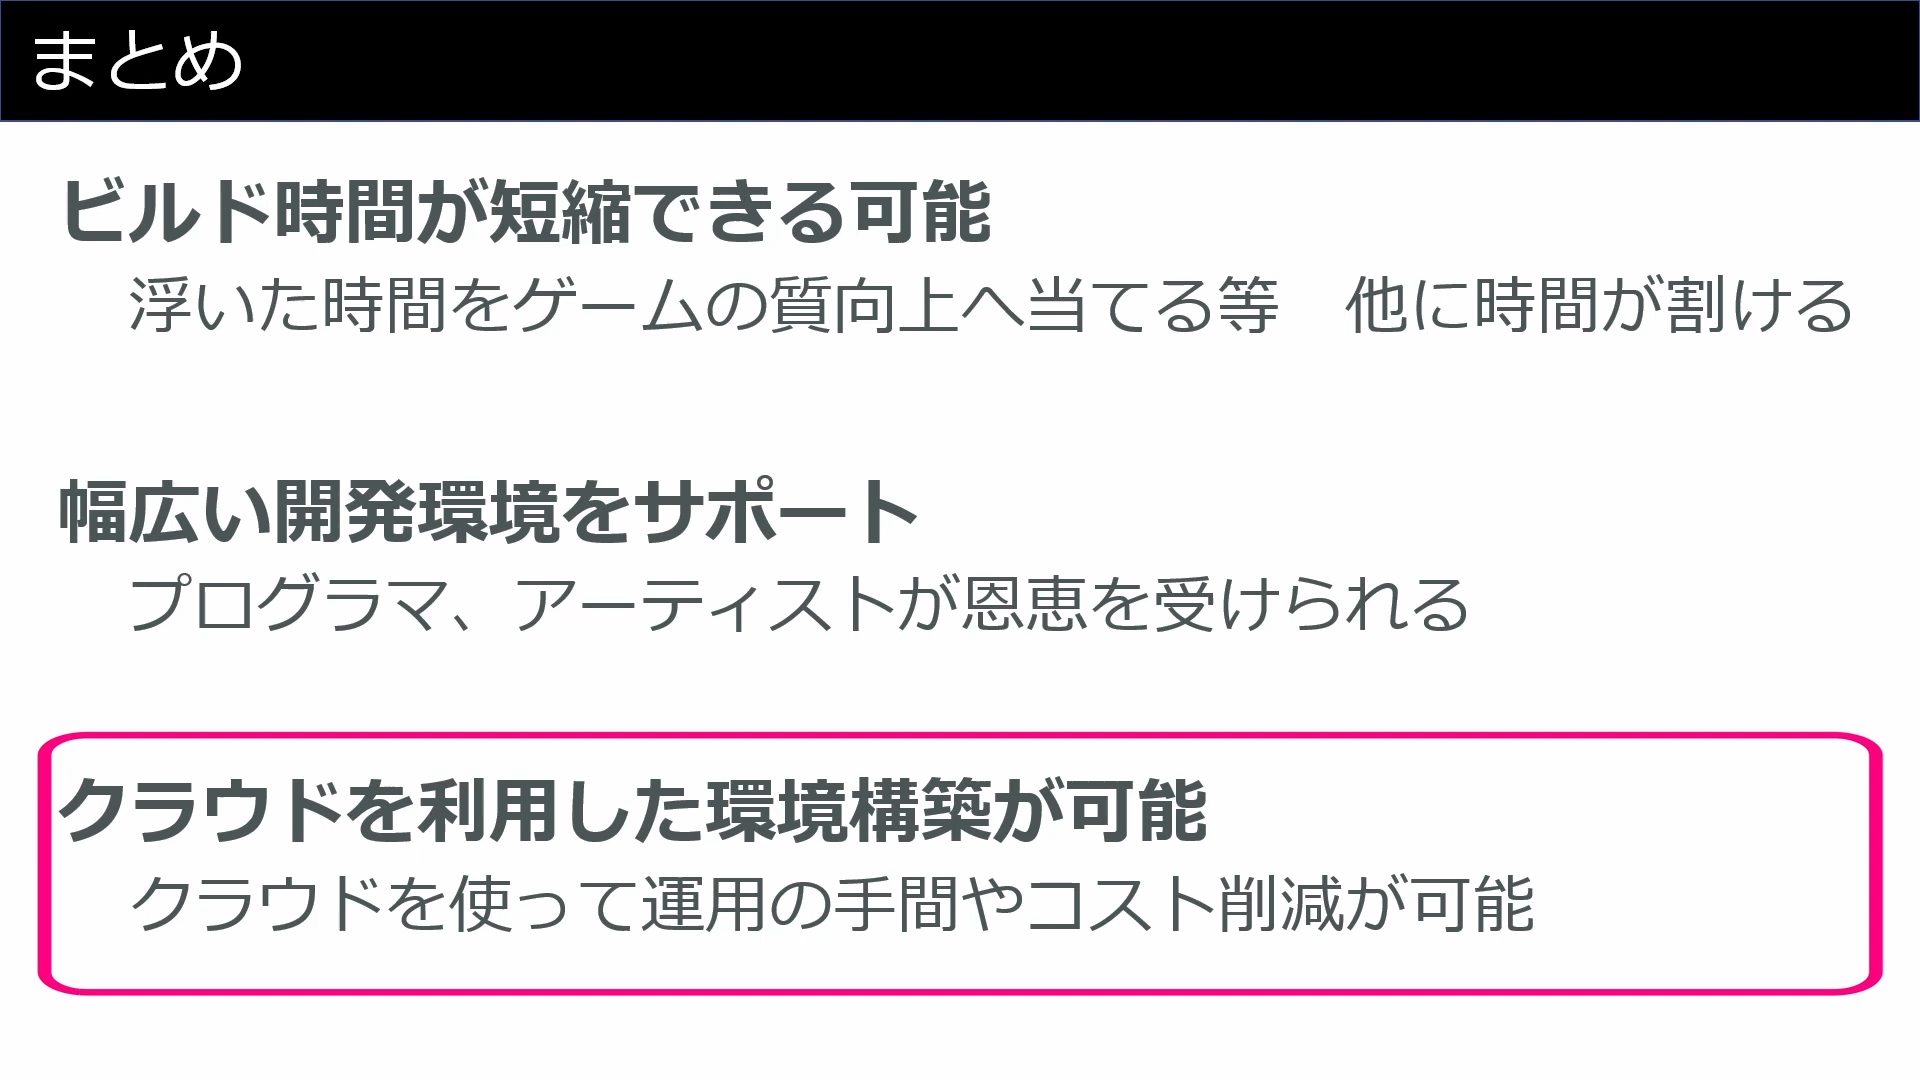 まとめ
ビルド時間が短縮できる可能
浮いた時間をゲームの質向上へ当てる等　他に時間が割ける
幅広い開発環境をサポート
プログラマ、アーティストが恩恵を受けられる
クラウドを利用した環境構築が可能
クラウドを使って運用の手間やコスト削減が可能